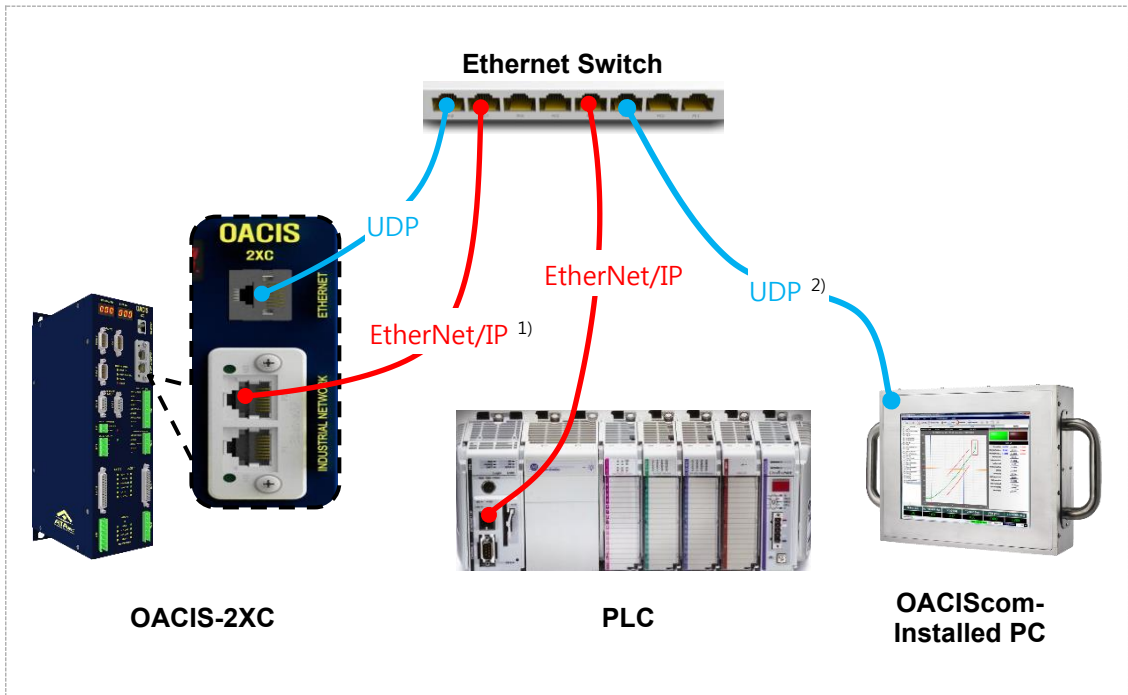 Ethernet Switch
UDP
EtherNet/IP
UDP 2)
EtherNet/IP 1)
OACIS
2XC
ETHERNET
INDUSTRIAL NETWORK
OACIS-2XC
PLC
OACIScom-
Installed PC